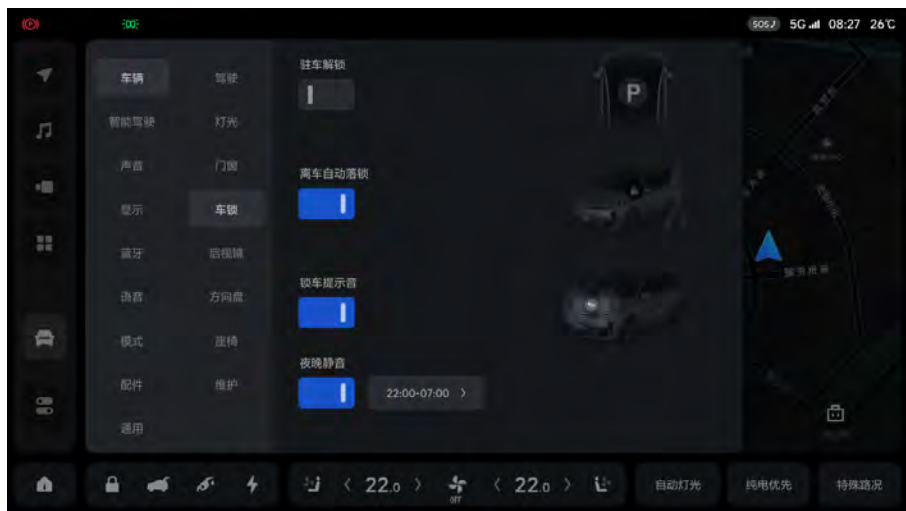 SOS 5G 08:27 26℃
车辆
智能驾驶
声音
显示
蓝牙
语音
模式
配件
通用
驾驶
灯光
门窗
车锁
后视镜
方向盘
座椅
维护
驻车解锁
P
离车自动落锁
锁车提示音
夜晚静音
22:00-07:00
22.0
OFF
22.0
自动灯光
纯电优先
特殊路况